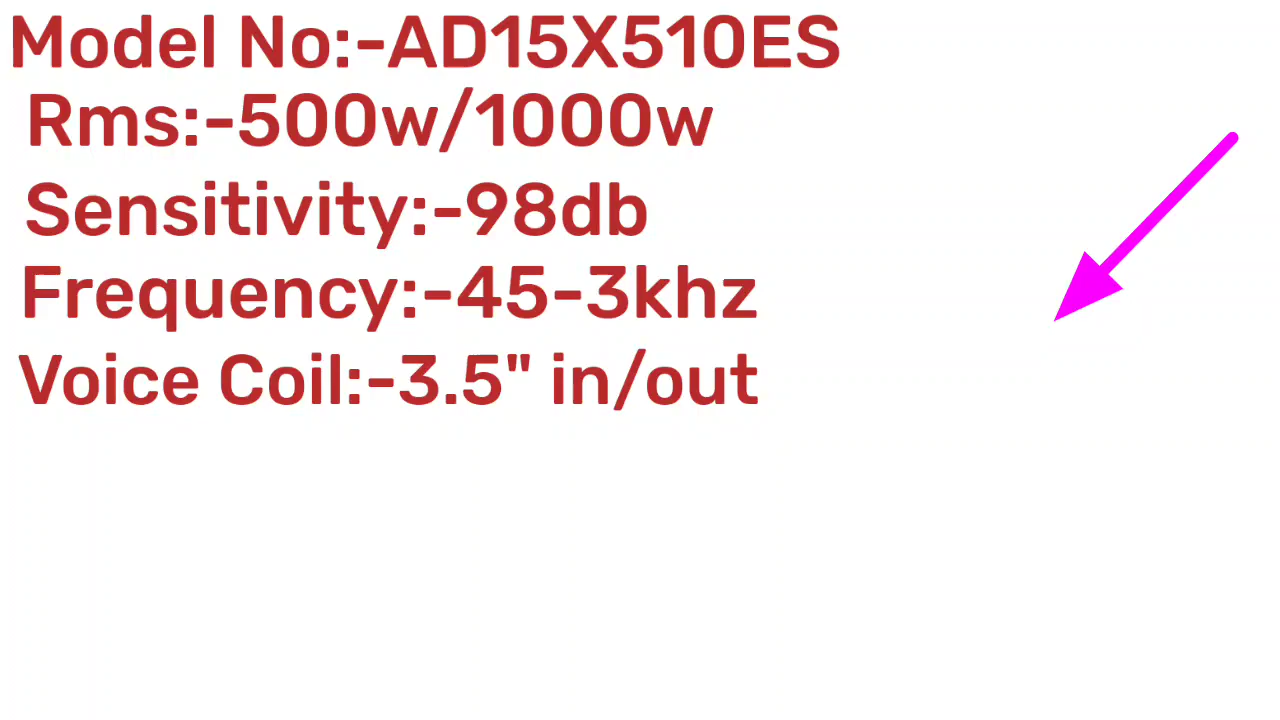 Model No:-AD15X510ES
Rms:-500w/1000w
Sensitivity:-98db
Frequency:-45-3khz
Voice Coil:-3.5" in/out